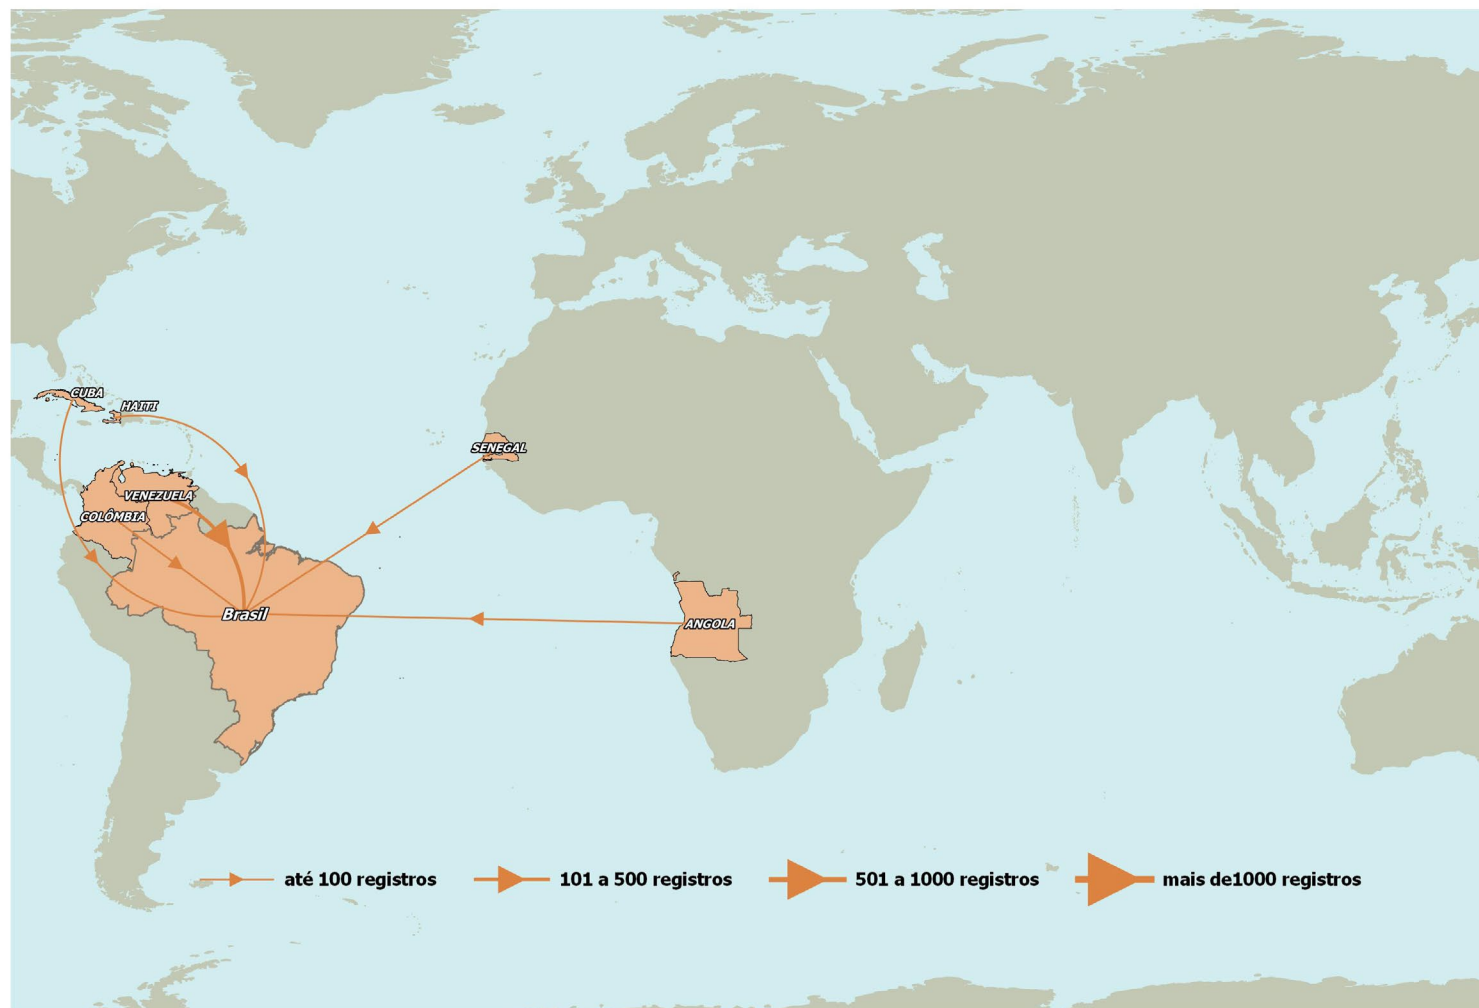 CUBA
HAITI
SENEGAL
VENEZUELA
COLÔMBIA
Brasil
ANGOLA
até 100 registros
101 a 500 registros
501 a 1000 registros
mais de1000 registros